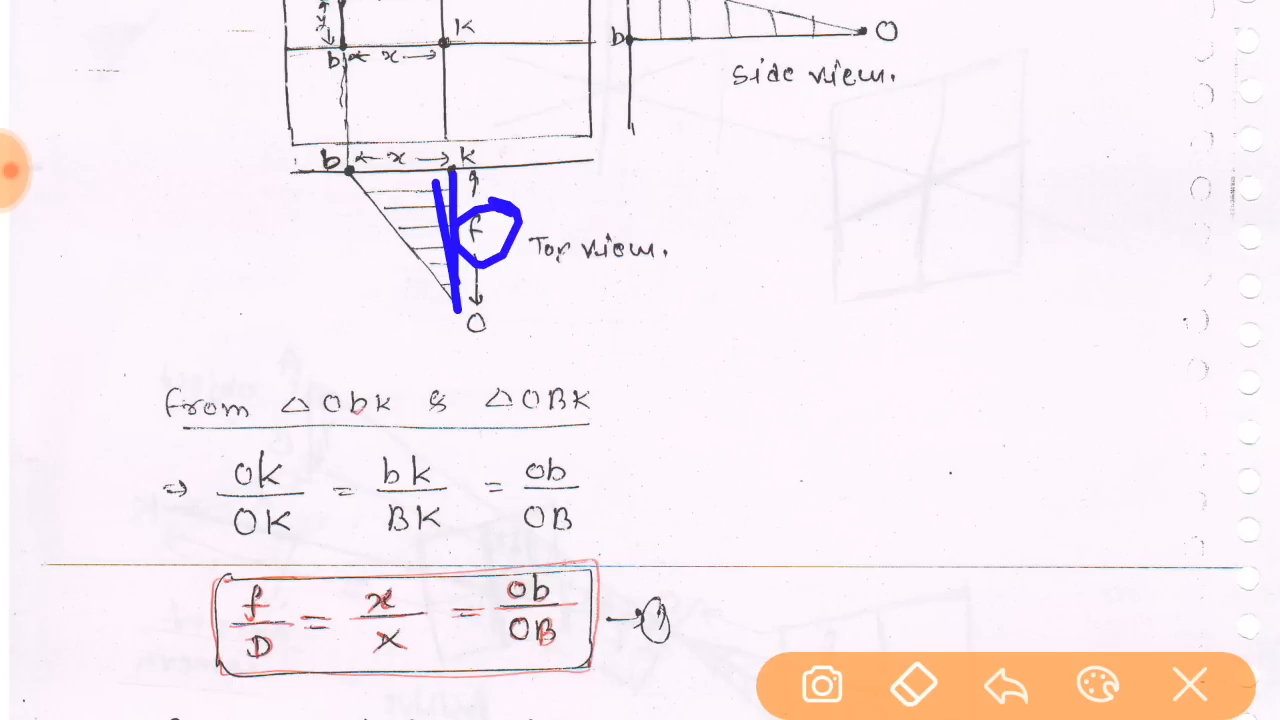 K
b
O
b ← x →
Side view.
b ← x → K
f
Top view.
O
from △Obk & △OBK
⇒ Ok/OK = bk/BK = Ob/OB
f/D = x/X = Ob/OB → ①